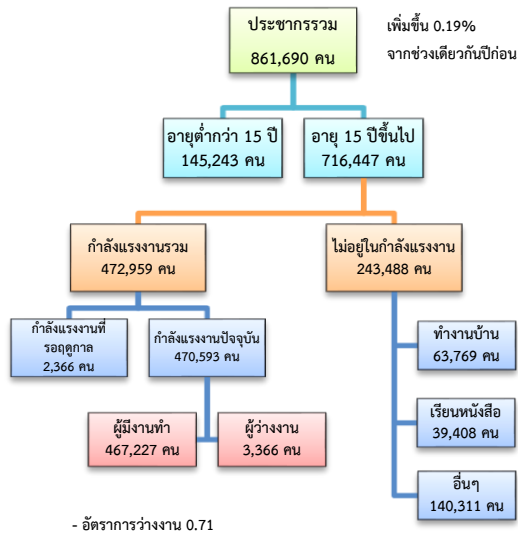 ประชากรรวม
861,690 คน
เพิ่มขึ้น 0.19%
จากช่วงเดียวกันปีก่อน
อายุต่ำกว่า 15 ปี
145,243 คน
อายุ 15 ปีขึ้นไป
716,447 คน
กำลังแรงงานรวม
472,959 คน
ไม่อยู่ในกำลังแรงงาน
243,488 คน
กำลังแรงงานที่
รอฤดูกาล
2,366 คน
กำลังแรงงานปัจจุบัน
470,593 คน
ทำงานบ้าน
63,769 คน
ผู้มีงานทำ
467,227 คน
ผู้ว่างงาน
3,366 คน
เรียนหนังสือ
39,408 คน
อื่นๆ
140,311 คน
- อัตราการว่างงาน 0.71